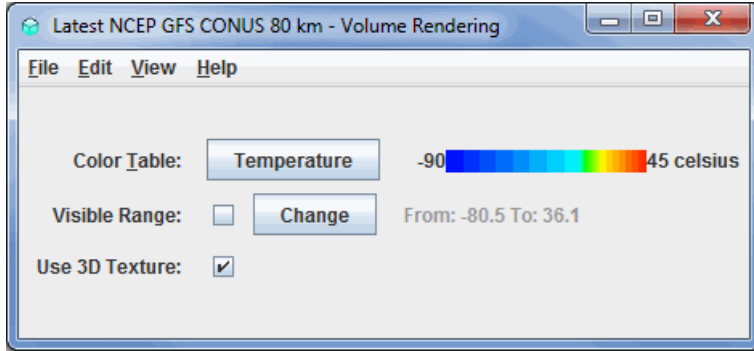 Latest NCEP GFS CONUS 80 km - Volume Rendering
File Edit View Help
Color Table: Temperature -90 45 celsius
Visible Range: Change From: -80.5 To: 36.1
Use 3D Texture: